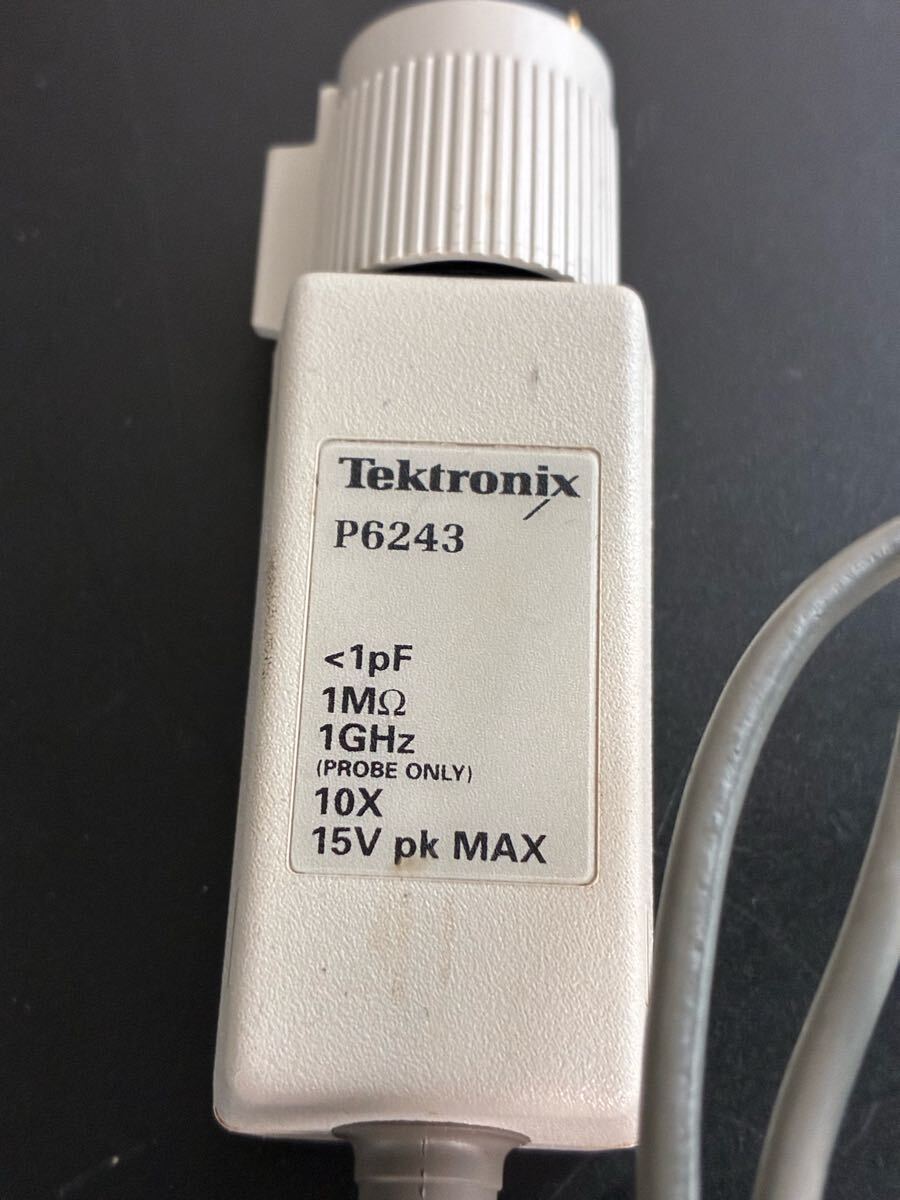 Tektronix
P6243
<1pF
1MΩ
1GHz
(PROBE ONLY)
10X
15V pk MAX